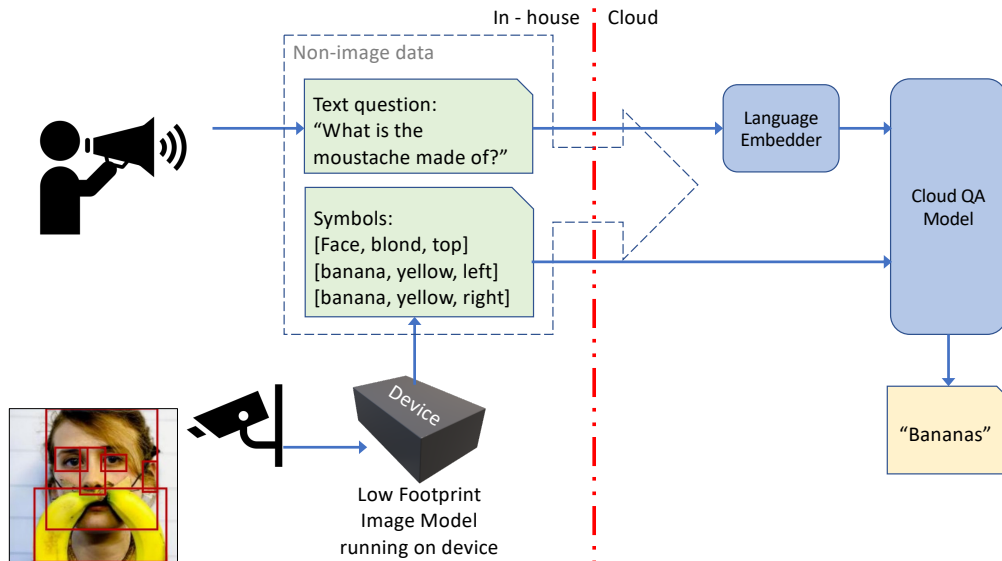 In - house
Cloud
Non-image data
Text question:
“What is the
moustache made of?”
Language
Embedder
Symbols:
[Face, blond, top]
[banana, yellow, left]
[banana, yellow, right]
Cloud QA
Model
Device
“Bananas”
Low Footprint
Image Model
running on device